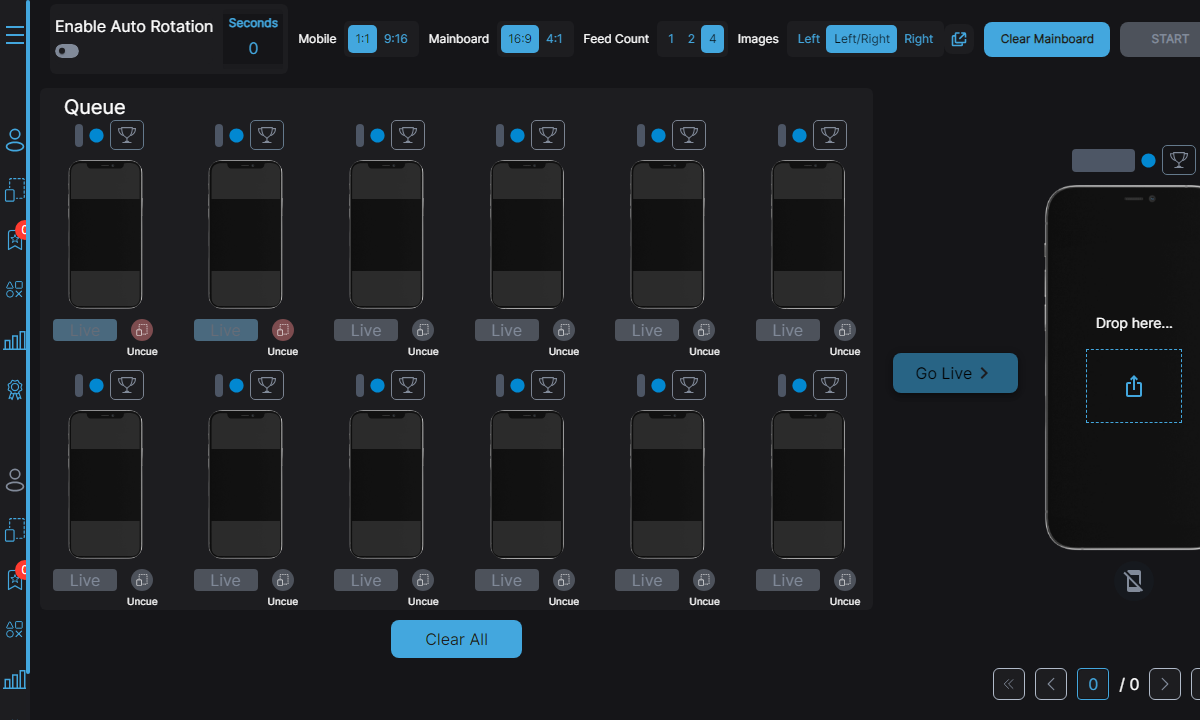 Enable Auto Rotation
Seconds
0
Mobile 1:1 9:16 Mainboard 16:9 4:1 Feed Count 1 2 4 Images Left Left/Right Right
Clear Mainboard
START
Queue
Live Live Live Live Live Live
Uncue Uncue Uncue Uncue Uncue Uncue
Drop here...
Go Live
Live Live Live Live Live Live
Uncue Uncue Uncue Uncue Uncue Uncue
Clear All
0 / 0